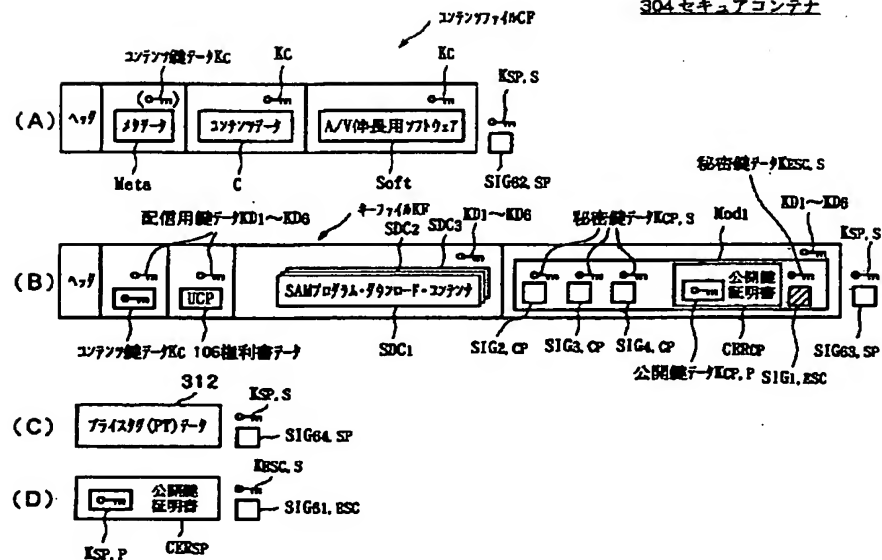 304 セキュアコンテナ
コンテンツファイルCF
コンテンツ鍵データKc
KC
KC
KSP,S
(A)
ヘッダ
メタデータ
コンテンツデータ
A/V伸長用ソフトウェア
Meta
C
Soft
SIG62,SP
配信用鍵データKD1～KD6
キーファイルKF
SDC2
SDC3
KD1～KD6
秘密鍵データKCP,S
Mod1
秘密鍵データKESC,S
KD1～KD6
KSP,S
(B)
ヘッダ
UCP
SAMプログラム・ダウンロード・コンテナ
公開鍵
証明書
コンテンツ鍵データKc
106権利書データ
SDC1
SIG2,CP
SIG3,CP
SIG4,CP
CERCP
公開鍵データKCP,P
SIG1,ESC
SIG63,SP
312
(C)
プライスタグ(PT)データ
KSP,S
SIG64,SP
(D)
公開鍵
証明書
KESC,S
SIG61,ESC
KSP,P
CERSP